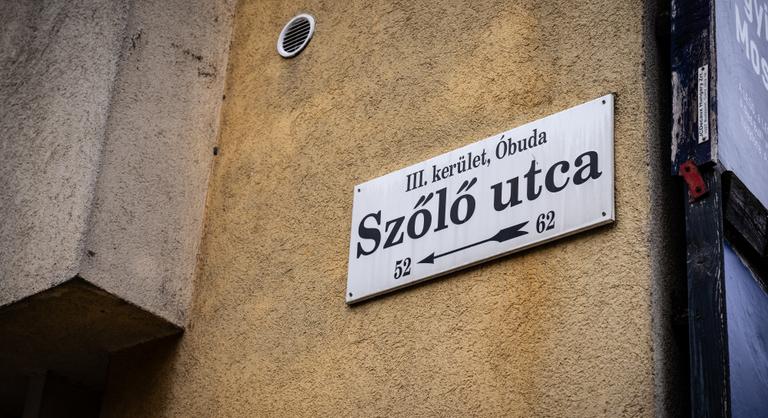 III. kerület, Óbuda
Szőlő utca
52 62